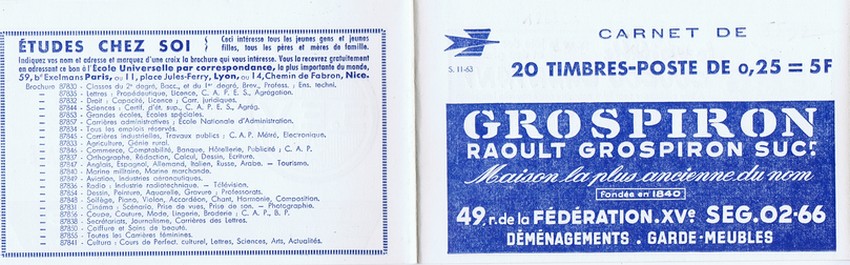 ÉTUDES CHEZ SOI } Ceci intéresse tous les jeunes gens et jeunes
filles, tous les pères et mères de famille.
Indiquez vos nom et adresse et marquez d'une croix la brochure qui vous intéresse. Vous la recevrez gratuitement
en adressant ce bon à l'École Universelle par correspondance, la plus importante du monde,
59, bd Exelmans Paris, ou 11, place Jules-Ferry, Lyon, ou 14, Chemin de Fabron, Nice.
Brochure 87830 - Classes du 2e degré, Bacc., et du 1er degré, Brev., Profess., Ens. techni.
— 87835 - Lettres : Propédeutique, Licence, C. A. P. E. S., Agrégation.
— 87832 - Droit : Capacité, Licence ; Carr. juridiques.
— 87844 - Sciences : Certif. d'ét. sup., C. A. P. E. S., Agrég.
— 87853 - Grandes écoles, Écoles spéciales.
— 87857 - Carrières administratives ; École Nationale d'Administration.
— 87834 - Tous les emplois réservés.
— 87845 - Carrières industrielles, Travaux publics : C. A. P. Métré, Electronique.
— 87833 - Agriculture, Génie rural.
— 87846 - Commerce, Comptabilité, Banque, Hôtellerie, Publicité ; C. A. P.
— 87837 - Orthographe, Rédaction, Calcul, Dessin, Ecriture.
— 87847 - Anglais, Espagnol, Allemand, Italien, Russe, Arabe. — Tourisme.
— 87840 - Marine militaire, Marine marchande.
— 87849 - Aviation, Industries aéronautiques.
— 87836 - Radio : Industrie radiotechnique. — Télévision.
— 87854 - Dessin, Peinture, Aquarelle, Gravure ; Professorats.
— 87848 - Solfège, Piano, Violon, Accordéon, Chant, Harmonie, Composition.
— 87831 - Cinéma : Scénario, Prise de vues, Prise de son. — Photographie.
— 87856 - Coupe, Couture, Mode, Lingerie, Broderie ; C. A. P., B. P.
— 87838 - Secrétariats, Journalisme, Carrières des Lettres.
— 87850 - Coiffure et Soins de beauté.
— 87855 - Toutes les Carrières féminines.
— 87841 - Cultura : Cours de Perfect. culturel, Lettres, Sciences, Arts, Actualités.
CARNET DE
S. 11-63
20 TIMBRES-POSTE DE 0,25 = 5F
GROSPIRON
RAOULT GROSPIRON SUCr.
Maison la plus ancienne du nom
Fondée en 1840
49, r. de la FÉDÉRATION. XVe SEG. 02-66
DÉMÉNAGEMENTS . GARDE-MEUBLES